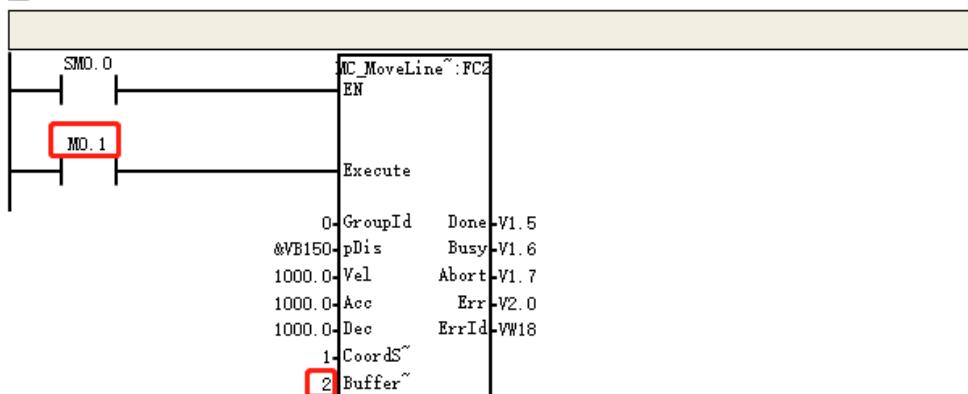 SM0.0
MC_MoveLine~:FC2
EN
M0.1
Execute
0 GroupId Done V1.5
&VB150 pDis Busy V1.6
1000.0 Vel Abort V1.7
1000.0 Acc Err V2.0
1000.0 Dec ErrId VW18
1 CoordS~
2 Buffer~